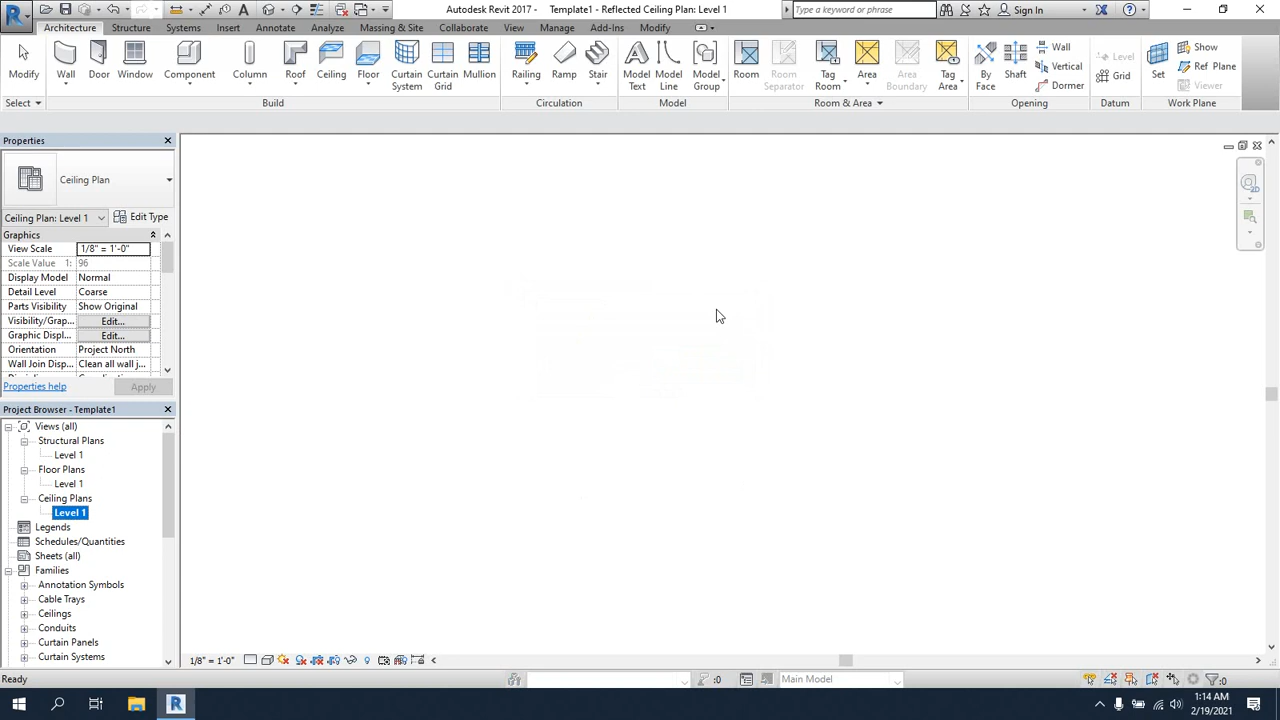 Autodesk Revit 2017 - Template1 - Reflected Ceiling Plan: Level 1
Type a keyword or phrase
Sign In
Architecture Structure Systems Insert Annotate Analyze Massing & Site Collaborate View Manage Add-Ins Modify
Modify Wall Door Window Component Column Roof Ceiling Floor Curtain System Curtain Grid Mullion Railing Ramp Stair Model Text Model Line Model Group Room Room Separator Tag Room Area Area Boundary Tag Area By Face Shaft Wall Vertical Dormer Level Grid Set Show Ref Plane Viewer
Select Build Circulation Model Room & Area Opening Datum Work Plane
Properties
Ceiling Plan
Ceiling Plan: Level 1 Edit Type
Graphics
View Scale 1/8" = 1'-0"
Scale Value 1: 96
Display Model Normal
Detail Level Coarse
Parts Visibility Show Original
Visibility/Grap... Edit...
Graphic Displ... Edit...
Orientation Project North
Wall Join Disp... Clean all wall j...
Properties help Apply
Project Browser - Template1
Views (all)
Structural Plans
Level 1
Floor Plans
Level 1
Ceiling Plans
Level 1
Legends
Schedules/Quantities
Sheets (all)
Families
Annotation Symbols
Cable Trays
Ceilings
Conduits
Curtain Panels
Curtain Systems
1/8" = 1'-0"
Ready :0 Main Model :0
1:14 AM
2/19/2021